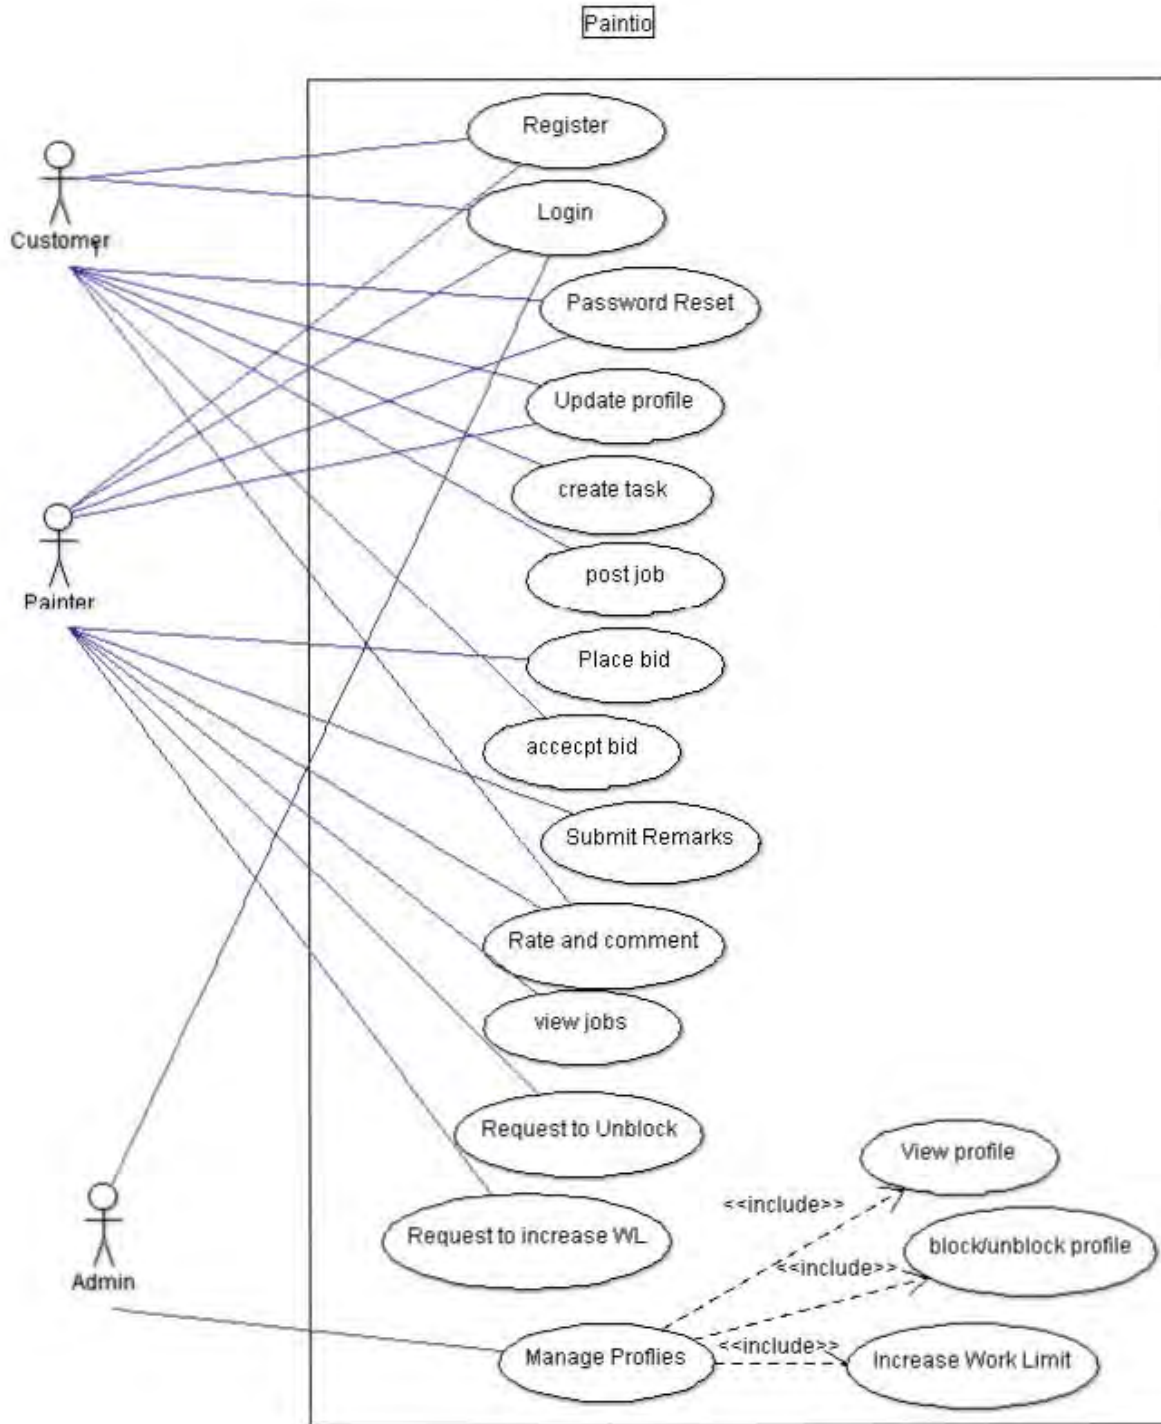 Paintio
Register
Customer
Login
Password Reset
Update profile
create task
Painter
post job
Place bid
accecpt bid
Submit Remarks
Rate and comment
view jobs
Request to Unblock
View profile
<<include>>
Request to increase WL
block/unblock profile
<<include>>
Admin
<<include>>
Manage Proflies
Increase Work Limit